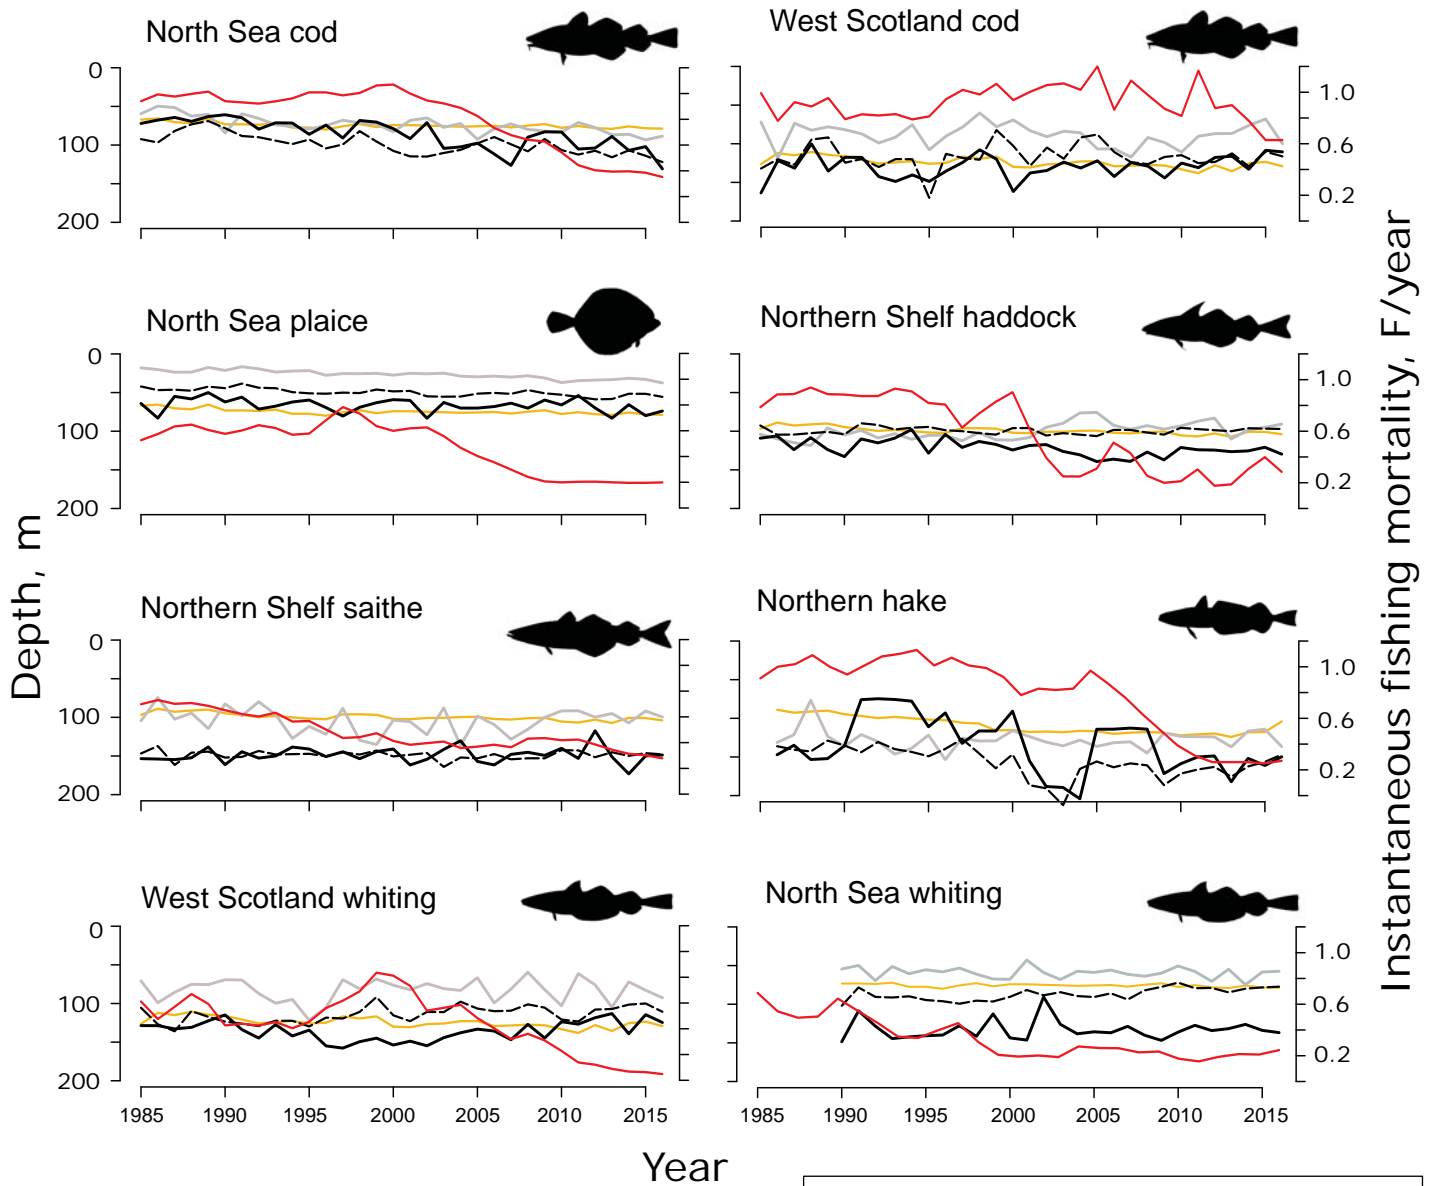 North Sea cod
West Scotland cod
0
100
200
1.0
0.6
0.2
North Sea plaice
Northern Shelf haddock
0
100
200
1.0
0.6
0.2
Northern Shelf saithe
Northern hake
0
100
200
1.0
0.6
0.2
West Scotland whiting
North Sea whiting
0
100
200
1.0
0.6
0.2
1985 1990 1995 2000 2005 2010 2015
1985 1990 1995 2000 2005 2010 2015
Depth, m
Instantaneous fishing mortality, F/year
Year